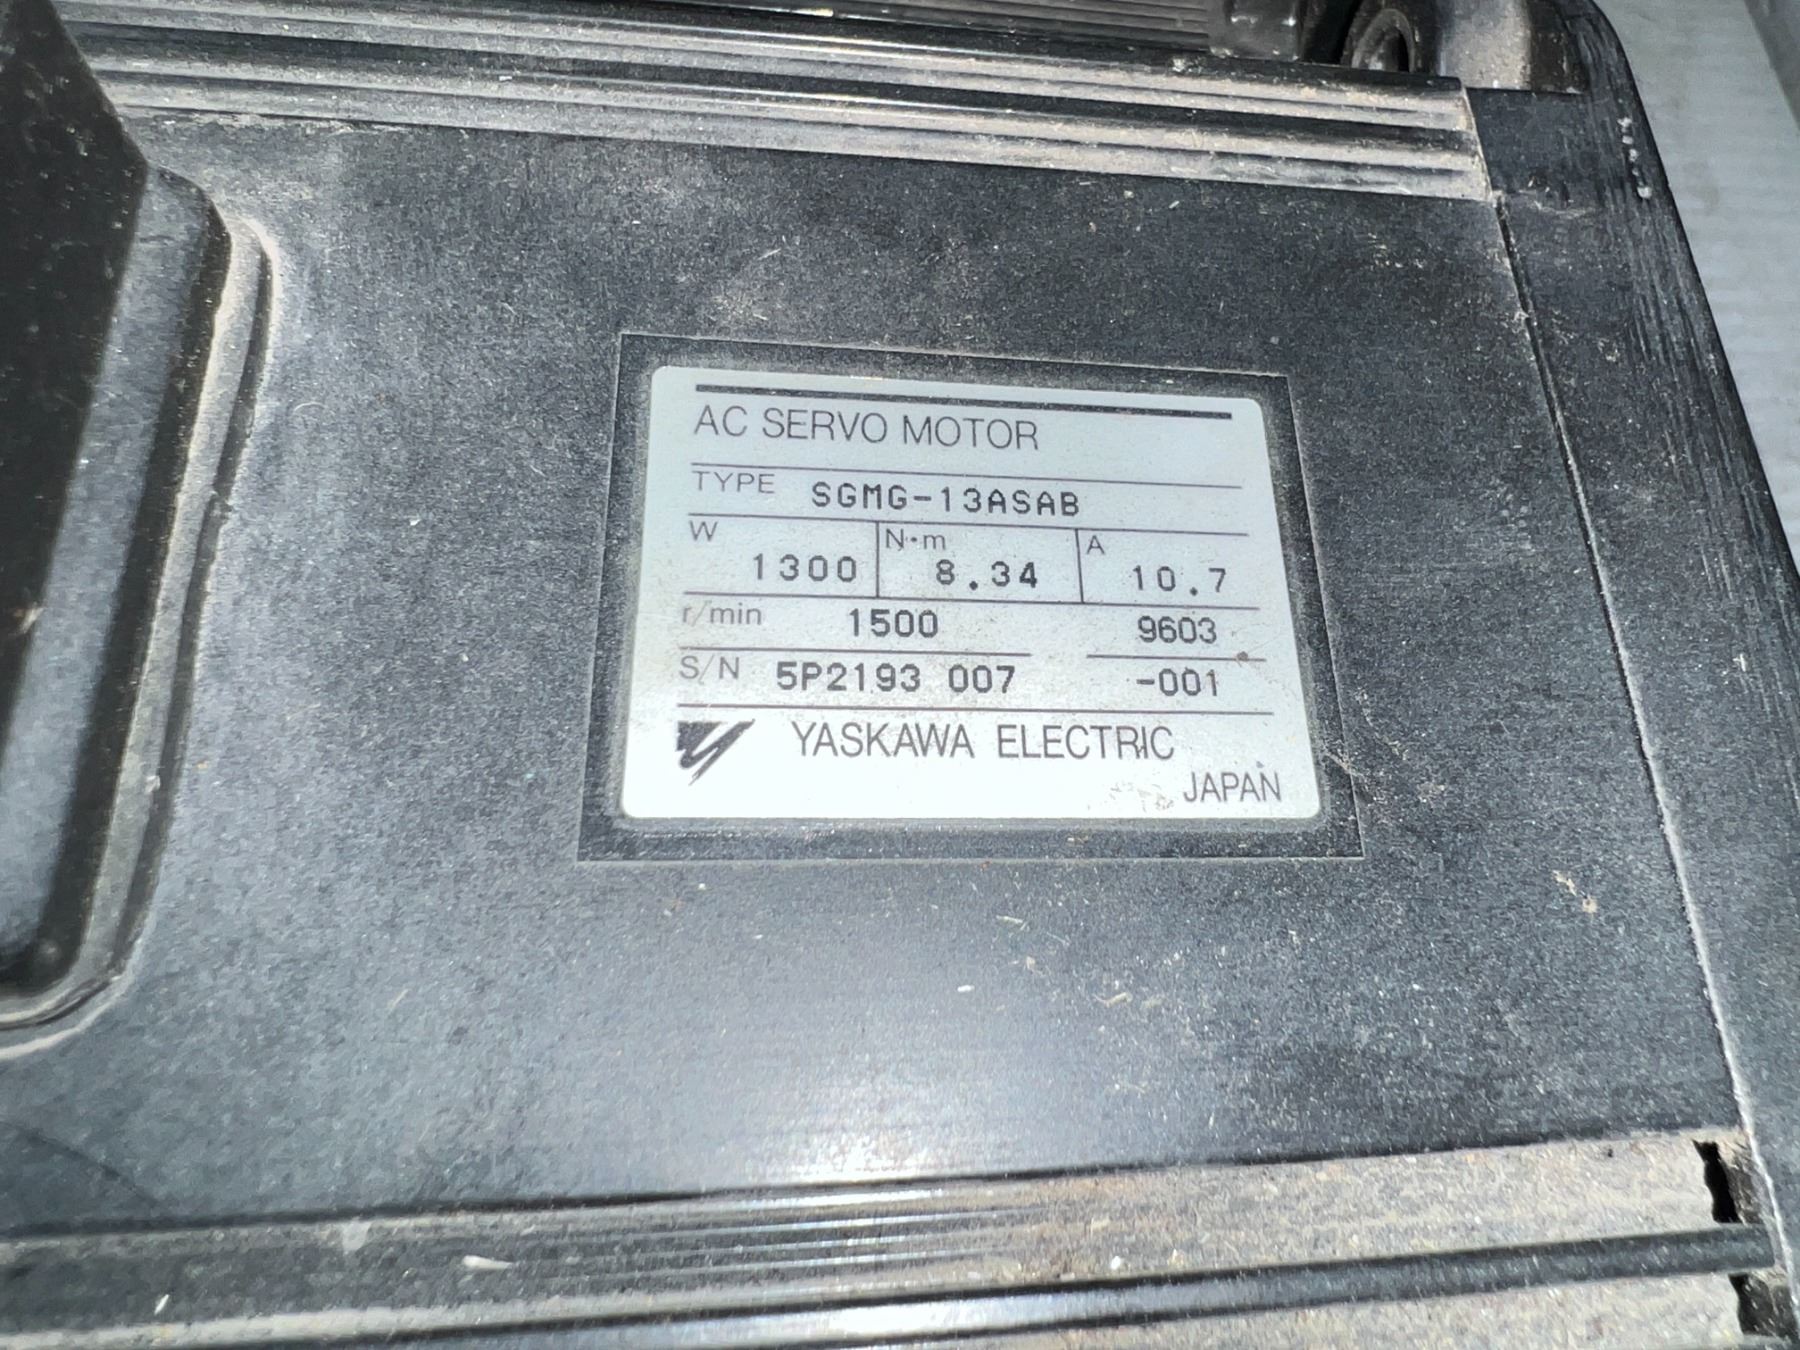 AC SERVO MOTOR
TYPE SGMG-13ASAB
W 1300 N·m 8.34 A 10.7
r/min 1500 9603
S/N 5P2193 007 -001
YASKAWA ELECTRIC
JAPAN